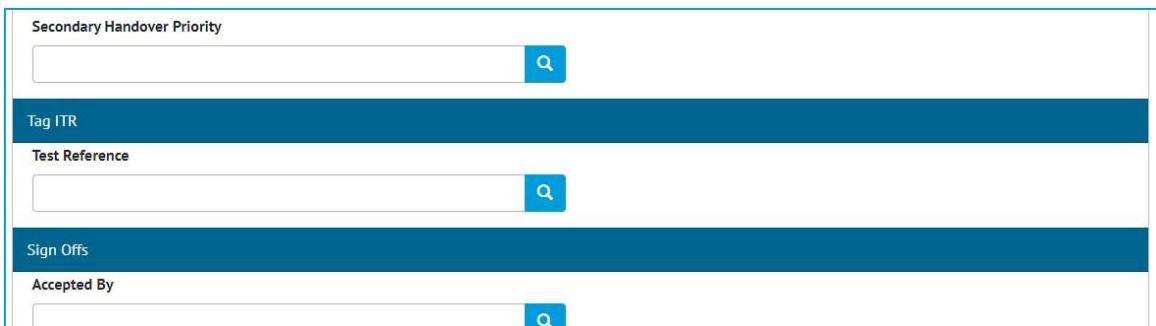 Secondary Handover Priority
Tag ITR
Test Reference
Sign Offs
Accepted By